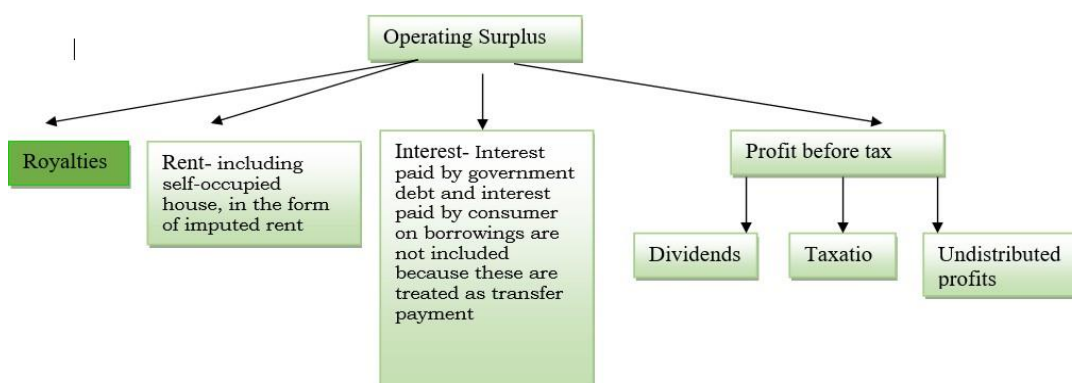 Operating Surplus
Royalties
Rent- including
self-occupied
house, in the form
of imputed rent
Interest- Interest
paid by government
debt and interest
paid by consumer
on borrowings are
not included
because these are
treated as transfer
payment
Profit before tax
Dividends
Taxatio
Undistributed
profits